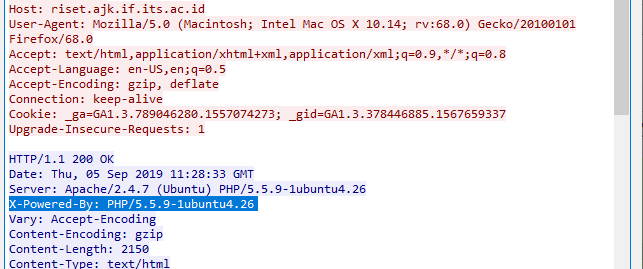 Host: riset.ajk.if.its.ac.id
User-Agent: Mozilla/5.0 (Macintosh; Intel Mac OS X 10.14; rv:68.0) Gecko/20100101
Firefox/68.0
Accept: text/html,application/xhtml+xml,application/xml;q=0.9,*/*;q=0.8
Accept-Language: en-US,en;q=0.5
Accept-Encoding: gzip, deflate
Connection: keep-alive
Cookie: _ga=GA1.3.789046280.1557074273; _gid=GA1.3.378446885.1567659337
Upgrade-Insecure-Requests: 1
HTTP/1.1 200 OK
Date: Thu, 05 Sep 2019 11:28:33 GMT
Server: Apache/2.4.7 (Ubuntu) PHP/5.5.9-1ubuntu4.26
X-Powered-By: PHP/5.5.9-1ubuntu4.26
Vary: Accept-Encoding
Content-Encoding: gzip
Content-Length: 2150
Content-Type: text/html